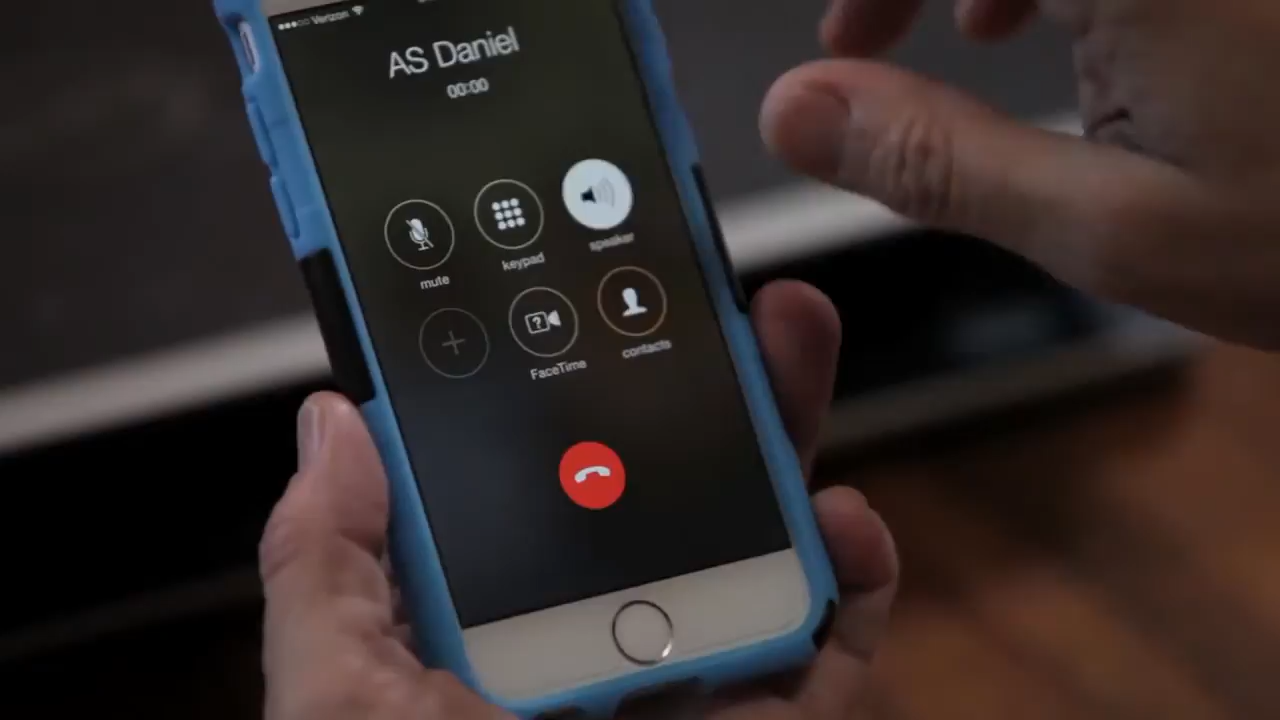 Verizon
AS Daniel
00:00
mute
keypad
speaker
FaceTime
contacts